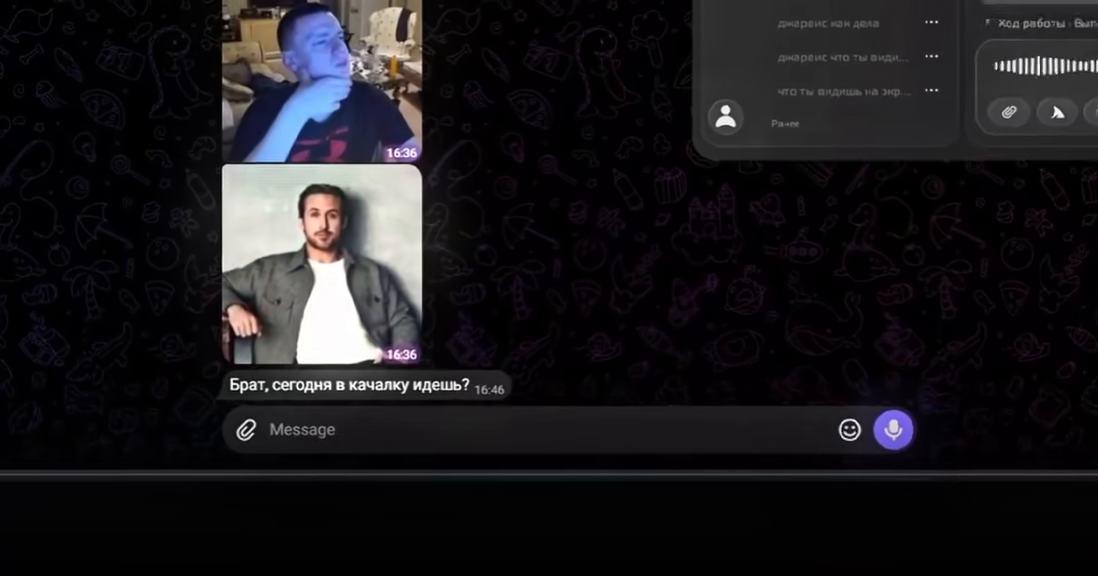 джарвис как дела
джарвис что ты види...
что ты видишь на экр...
Ранее
Ход работы
16:36
16:36
Брат, сегодня в качалку идешь? 16:46
Message